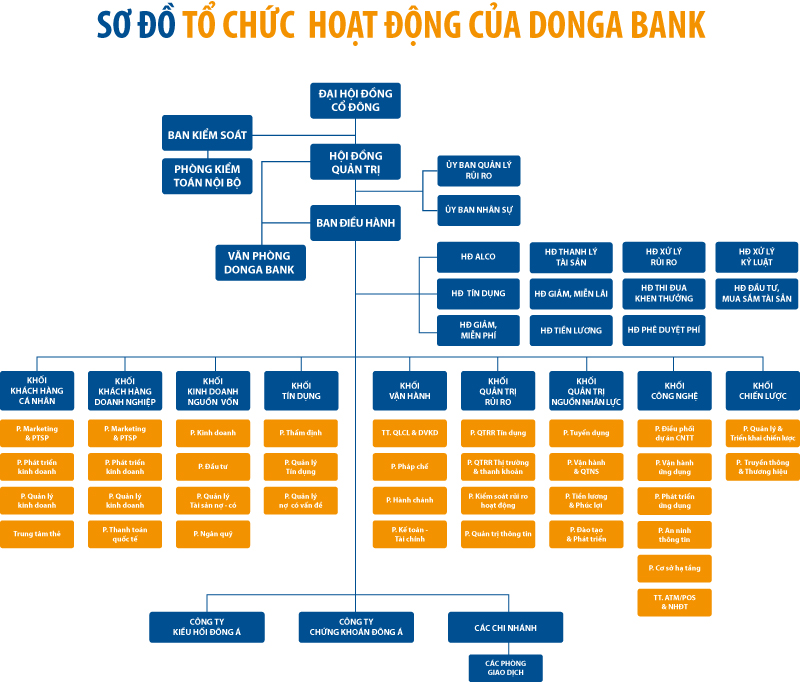 SƠ ĐỒ TỔ CHỨC HOẠT ĐỘNG CỦA DONGA BANK
ĐẠI HỘI ĐỒNG
CỔ ĐÔNG
BAN KIỂM SOÁT
HỘI ĐỒNG
QUẢN TRỊ
PHÒNG KIỂM
TOÁN NỘI BỘ
ỦY BAN QUẢN LÝ
RỦI RO
ỦY BAN NHÂN SỰ
BAN ĐIỀU HÀNH
VĂN PHÒNG
DONGA BANK
HĐ ALCO
HĐ THANH LÝ
TÀI SẢN
HĐ XỬ LÝ
RỦI RO
HĐ XỬ LÝ
KỶ LUẬT
HĐ TÍN DỤNG
HĐ GIẢM, MIỄN LÃI
HĐ THI ĐUA
KHEN THƯỞNG
HĐ ĐẦU TƯ,
MUA SẮM TÀI SẢN
HĐ GIẢM,
MIỄN PHÍ
HĐ TIỀN LƯƠNG
HĐ PHÊ DUYỆT PHÍ
KHỐI
KHÁCH HÀNG
CÁ NHÂN
P. Marketing
& PTSP
P. Phát triển
kinh doanh
P. Quản lý
kinh doanh
Trung tâm thẻ
KHỐI
KHÁCH HÀNG
DOANH NGHIỆP
P. Marketing
& PTSP
P. Phát triển
kinh doanh
P. Quản lý
kinh doanh
P. Thanh toán
quốc tế
KHỐI
KINH DOANH
NGUỒN VỐN
P. Kinh doanh
P. Đầu tư
P. Quản lý
Tài sản nợ - có
P. Ngân quỹ
KHỐI
TÍN DỤNG
P. Thẩm định
P. Quản lý
Tín dụng
P. Quản lý
nợ có vấn đề
KHỐI
VẬN HÀNH
TT. QLCL & DVKD
P. Pháp chế
P. Hành chánh
P. Kế toán -
Tài chính
KHỐI
QUẢN TRỊ
RỦI RO
P. QTRR Tín dụng
P. QTRR Thị trường
& thanh khoản
P. Kiểm soát rủi ro
hoạt động
P. Quản trị thông tin
KHỐI
QUẢN TRỊ
NGUỒN NHÂN LỰC
P. Tuyển dụng
P. Vận hành
& QTNS
P. Tiền lương
& Phúc lợi
P. Đào tạo
& Phát triển
KHỐI
CÔNG NGHỆ
P. Điều phối
dự án CNTT
P. Vận hành
ứng dụng
P. Phát triển
ứng dụng
P. An ninh
thông tin
P. Cơ sở hạ tầng
TT. ATM/POS
& NHĐT
KHỐI
CHIẾN LƯỢC
P. Quản lý &
Triển khai chiến lược
P. Truyền thông
& Thương hiệu
CÔNG TY
KIỀU HỐI ĐÔNG Á
CÔNG TY
CHỨNG KHOÁN ĐÔNG Á
CÁC CHI NHÁNH
CÁC PHÒNG
GIAO DỊCH